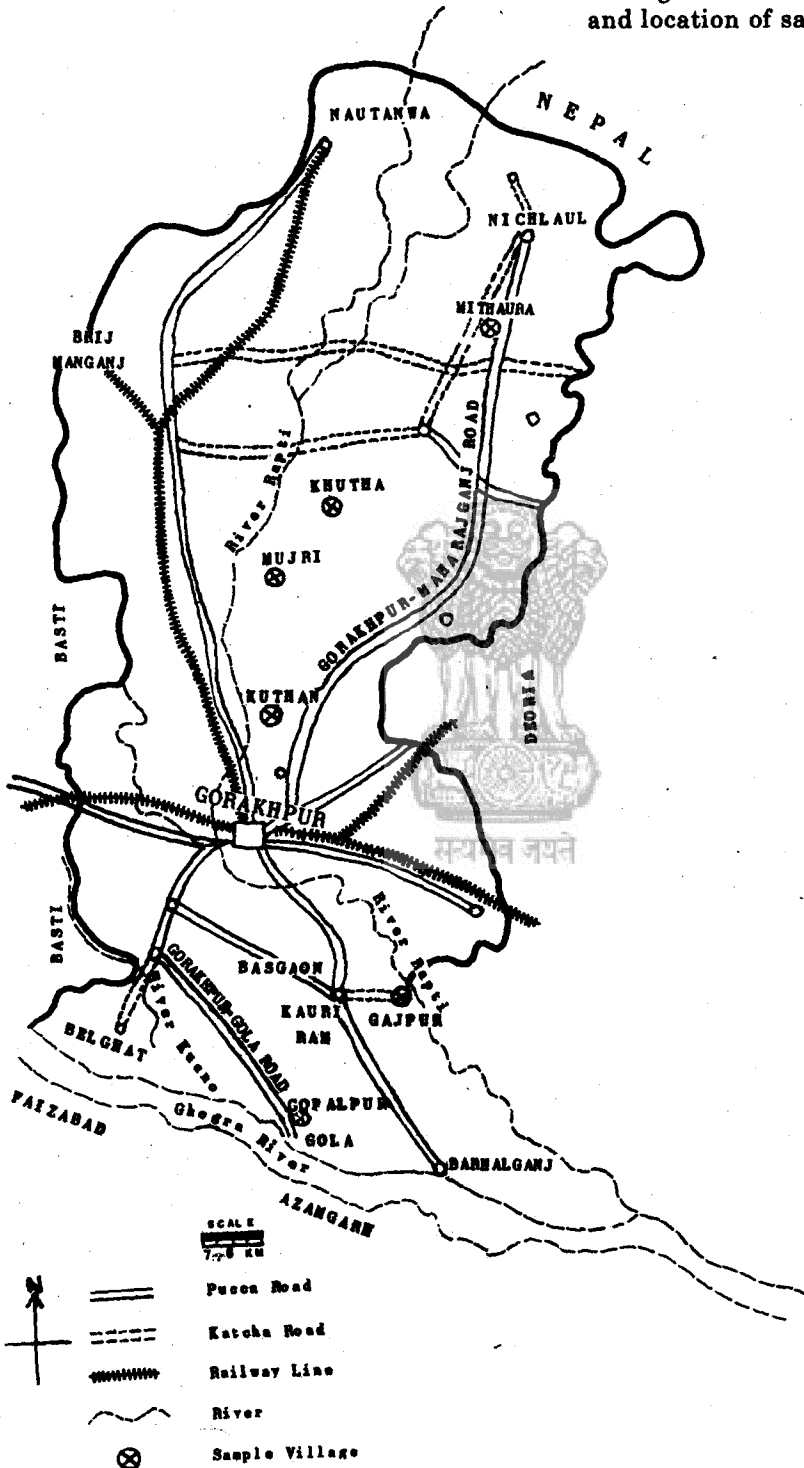 and location of sa
NEPAL
NAUTANWA
NICHLAUL
MITHAURA
BRIJ
MANGANJ
River Rapti
KHUTHA
MUJRI
GORAKHPUR-MAHARAJGANJ ROAD
BASTI
KUTHAN
DEORIA
GORAKHPUR
सत्यमेव जयते
BASTI
River Rapti
BASGAON
GORAKHPUR-GOLA ROAD
KAURI
RAM
GAJPUR
BELGHAT
River Kuano
FAIZABAD
Ghogra River
GOPALPUR
GOLA
BARHALGANJ
AZAMGARH
SCALE
KM
N
Pucca Road
Katcha Road
Railway Line
River
Sample Village